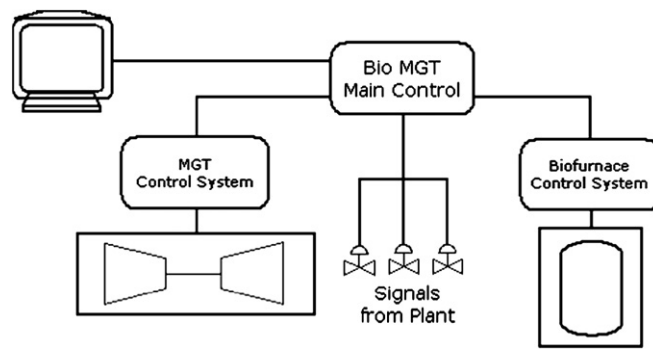 Bio MGT
Main Control
MGT
Control System
Biofurnace
Control System
Signals
from Plant